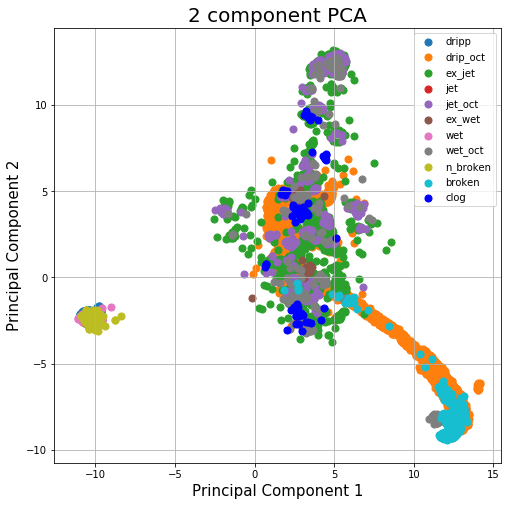 2 component PCA
dripp
drip_oct
ex_jet
jet
jet_oct
ex_wet
wet
wet_oct
n_broken
broken
clog
Principal Component 2
10
5
0
−5
−10
−10
−5
0
5
10
15
Principal Component 1